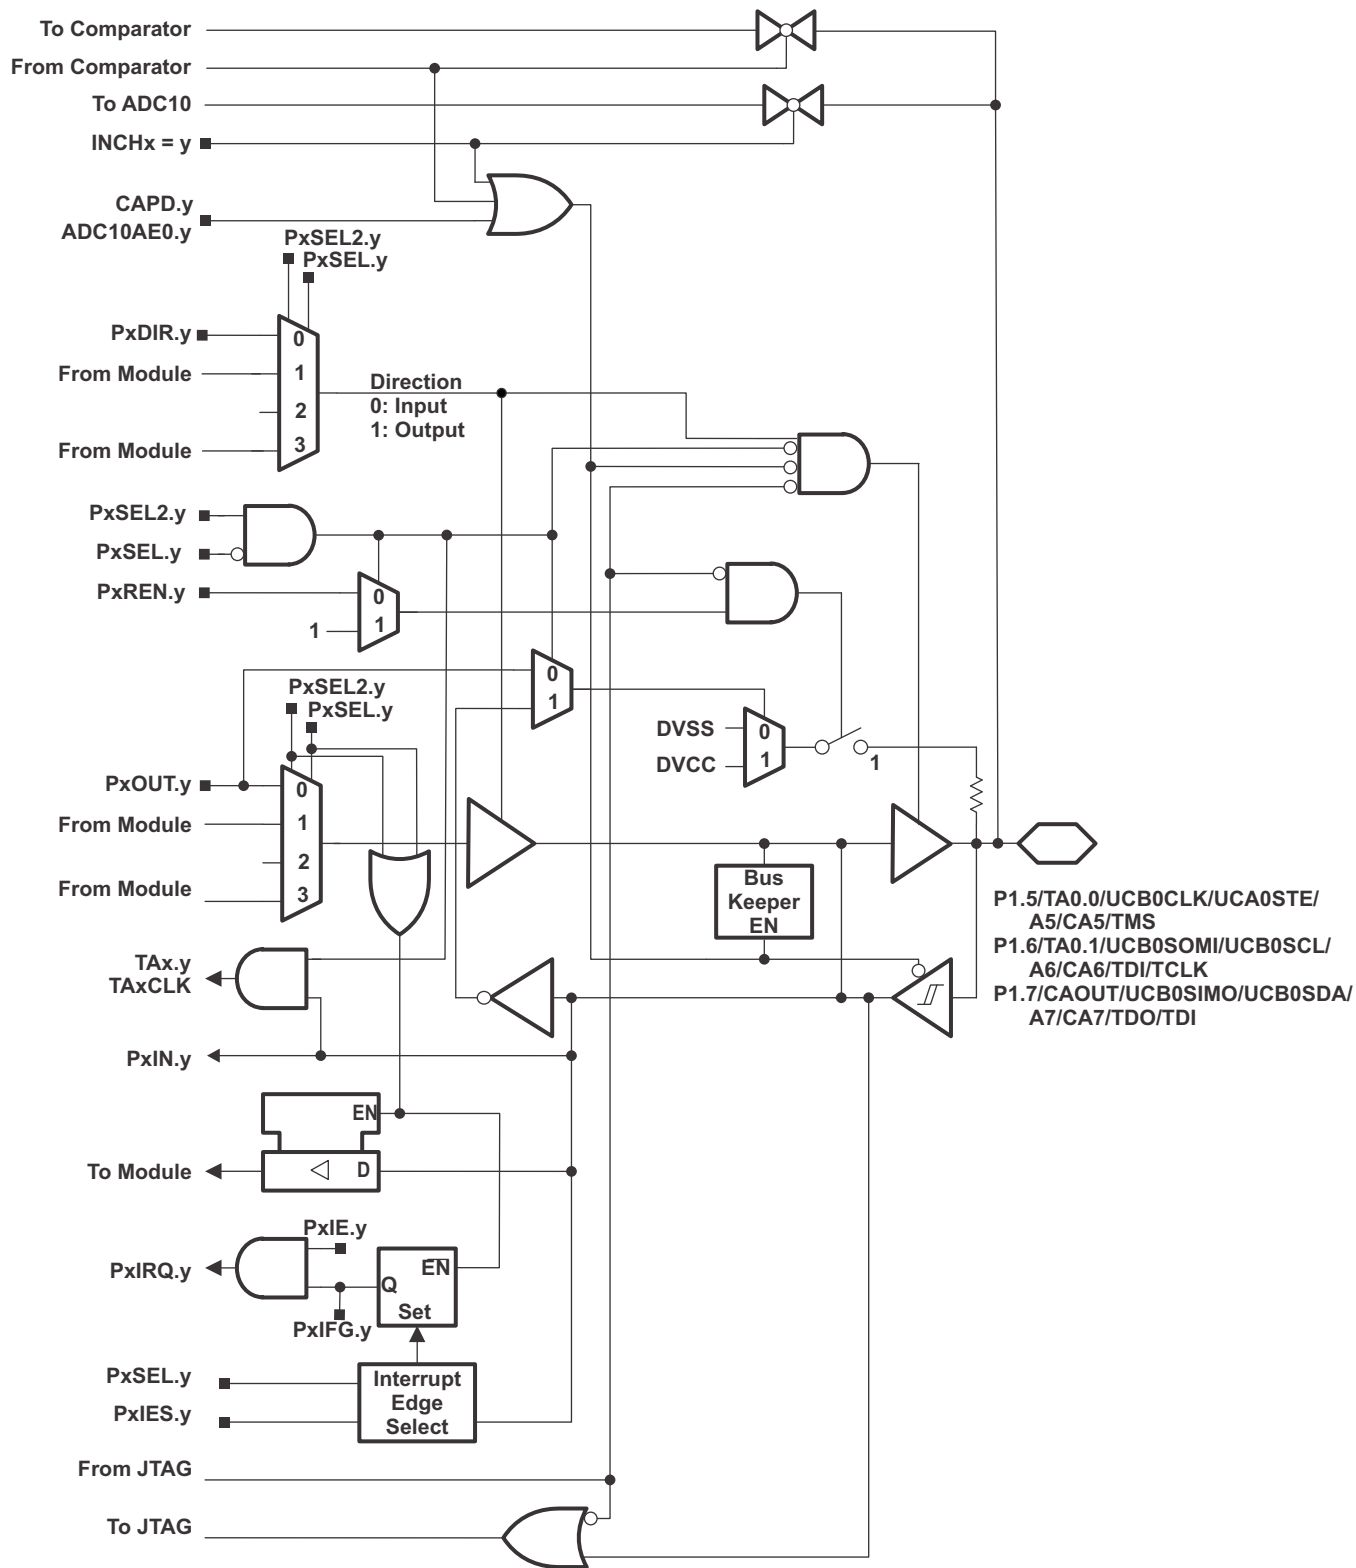 To Comparator
From Comparator
To ADC10
INCHx = y
CAPD.y
ADC10AE0.y
PxSEL2.y
PxSEL.y
PxDIR.y
0
From Module
1
2
From Module
3
Direction
0: Input
1: Output
PxSEL2.y
PxSEL.y
PxREN.y
0
1
1
0
1
PxSEL2.y
PxSEL.y
DVSS
0
DVCC
1
1
PxOUT.y
0
From Module
1
2
From Module
3
Bus
Keeper
EN
P1.5/TA0.0/UCB0CLK/UCA0STE/
A5/CA5/TMS
P1.6/TA0.1/UCB0SOMI/UCB0SCL/
A6/CA6/TDI/TCLK
P1.7/CAOUT/UCB0SIMO/UCB0SDA/
A7/CA7/TDO/TDI
TAx.y
TAxCLK
PxIN.y
EN
To Module
D
PxIE.y
PxIRQ.y
EN
Q
Set
PxIFG.y
PxSEL.y
PxIES.y
Interrupt
Edge
Select
From JTAG
To JTAG